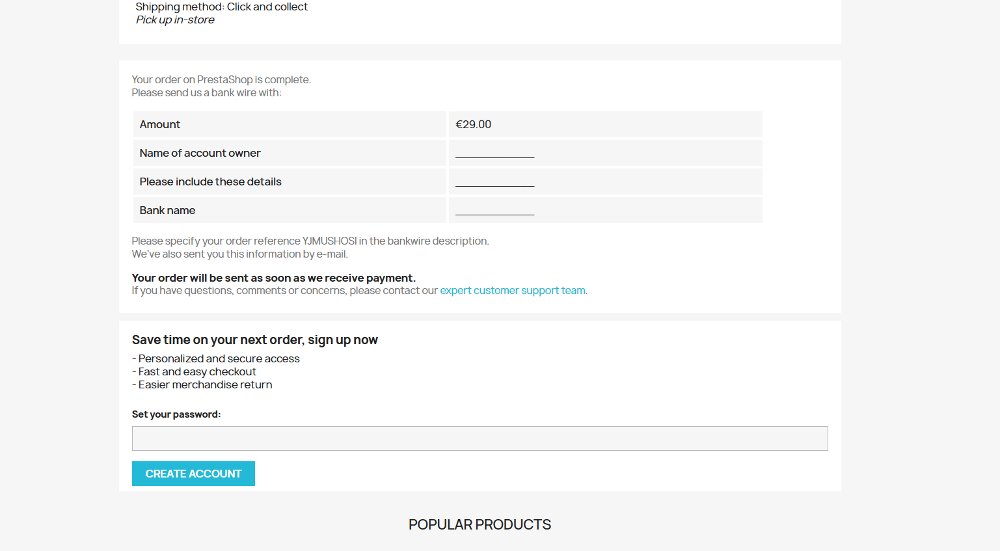 Shipping method: Click and collect
Pick up in-store
Your order on PrestaShop is complete.
Please send us a bank wire with:
Amount €29.00
Name of account owner ______________
Please include these details ______________
Bank name ______________
Please specify your order reference YJMUSHOSI in the bankwire description.
We've also sent you this information by e-mail.
Your order will be sent as soon as we receive payment.
If you have questions, comments or concerns, please contact our expert customer support team.
Save time on your next order, sign up now
- Personalized and secure access
- Fast and easy checkout
- Easier merchandise return
Set your password:
CREATE ACCOUNT
POPULAR PRODUCTS